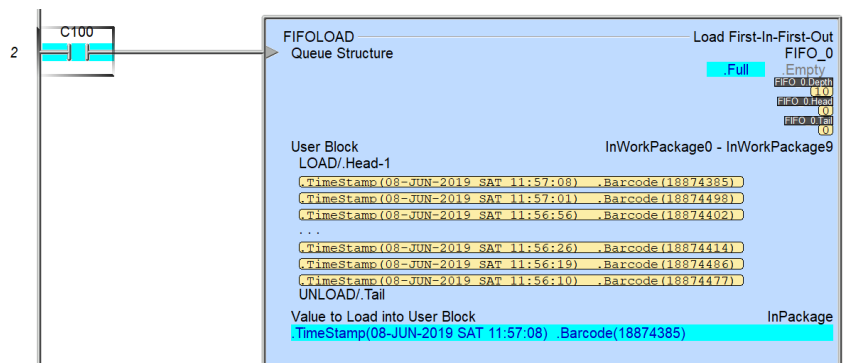 C100
2
FIFOLOAD Load First-In-First-Out
Queue Structure FIFO_0
.Full .Empty
FIFO_0.Depth
10
FIFO_0.Head
0
FIFO_0.Tail
0
User Block InWorkPackage0 - InWorkPackage9
LOAD/.Head-1
.TimeStamp(08-JUN-2019 SAT 11:57:08) .Barcode(18874385)
.TimeStamp(08-JUN-2019 SAT 11:57:01) .Barcode(18874498)
.TimeStamp(08-JUN-2019 SAT 11:56:56) .Barcode(18874402)
...
.TimeStamp(08-JUN-2019 SAT 11:56:26) .Barcode(18874414)
.TimeStamp(08-JUN-2019 SAT 11:56:19) .Barcode(18874486)
.TimeStamp(08-JUN-2019 SAT 11:56:10) .Barcode(18874477)
UNLOAD/.Tail
Value to Load into User Block InPackage
.TimeStamp(08-JUN-2019 SAT 11:57:08) .Barcode(18874385)